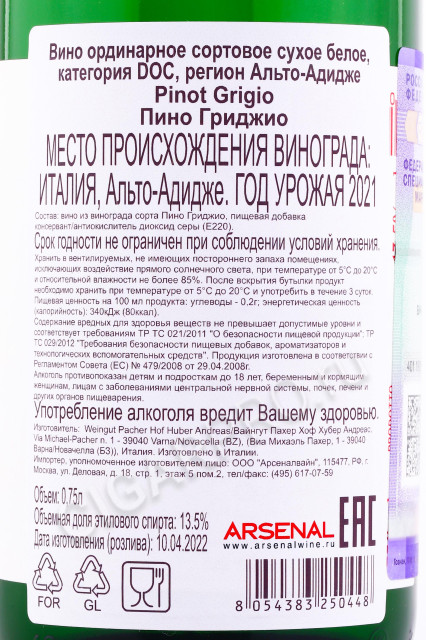 Вино ординарное сортовое сухое белое,
категория DOC, регион Альто-Адидже
Pinot Grigio
Пино Гриджио
МЕСТО ПРОИСХОЖДЕНИЯ ВИНОГРАДА:
ИТАЛИЯ, Альто-Адидже. ГОД УРОЖАЯ 2021
Состав: вино из винограда сорта Пино Гриджио, пищевая добавка
консервант/антиокислитель диоксид серы (E220).
Срок годности не ограничен при соблюдении условий хранения.
Хранить в вентилируемых, не имеющих постороннего запаха помещениях,
исключающих воздействие прямого солнечного света, при температуре от 5°С до 20°С
и относительной влажности не более 85%. После вскрытия бутылки продукт
необходимо хранить при температуре от 5°С до 20°С и употребить в течение 3 суток
Пищевая ценность на 100 мл продукта: углеводы - 0,2г; энергетическая ценность
(калорийность): 340кДж (80ккал).
Содержание вредных для здоровья веществ не превышает допустимые уровни и
соответствует требованиям ТР ТС 021/2011 "О безопасности пищевой продукции"; ТР
ТС 029/2012 "Требования безопасности пищевых добавок, ароматизаторов и
технологических вспомогательных средств". Продукция изготовлена в соответствии с
Регламентом Совета (ЕС) № 479/2008 от 29.04.2008г.
Алкоголь противопоказан детям и подросткам до 18 лет, беременным и кормящим
женщинам, лицам с заболеваниями центральной нервной системы, почек, печени и
других органов пищеварения.
Употребление алкоголя вредит Вашему здоровью.
Изготовитель: Weingut Pacher Hof Huber Andreas/Вайнгут Пахер Хоф Хубер Андреас,
Via Michael-Pacher 1 - 39040 Varna/Novacella (BZ), (Виа Михаэль Пахер, 1 - 39040
Варна/Новачелла (БЗ)), Италия. Изготовлено в Италии.
Импортер, уполномоченное изготовителем лицо: ООО "Арсеналвайн", 115477, РФ, г.
Москва, ул. Деловая, д. 18, стр. 1, этаж 5 пом.2, тел/факс: (495) 617-07-59
Объем: 0.75л
Объемная доля этилового спирта: 13.5%
Дата изготовления (розлива): 10.04.2022
ARSENAL
www.arsenalwine.ru
EAC
FOR
GL
8 054383 250448